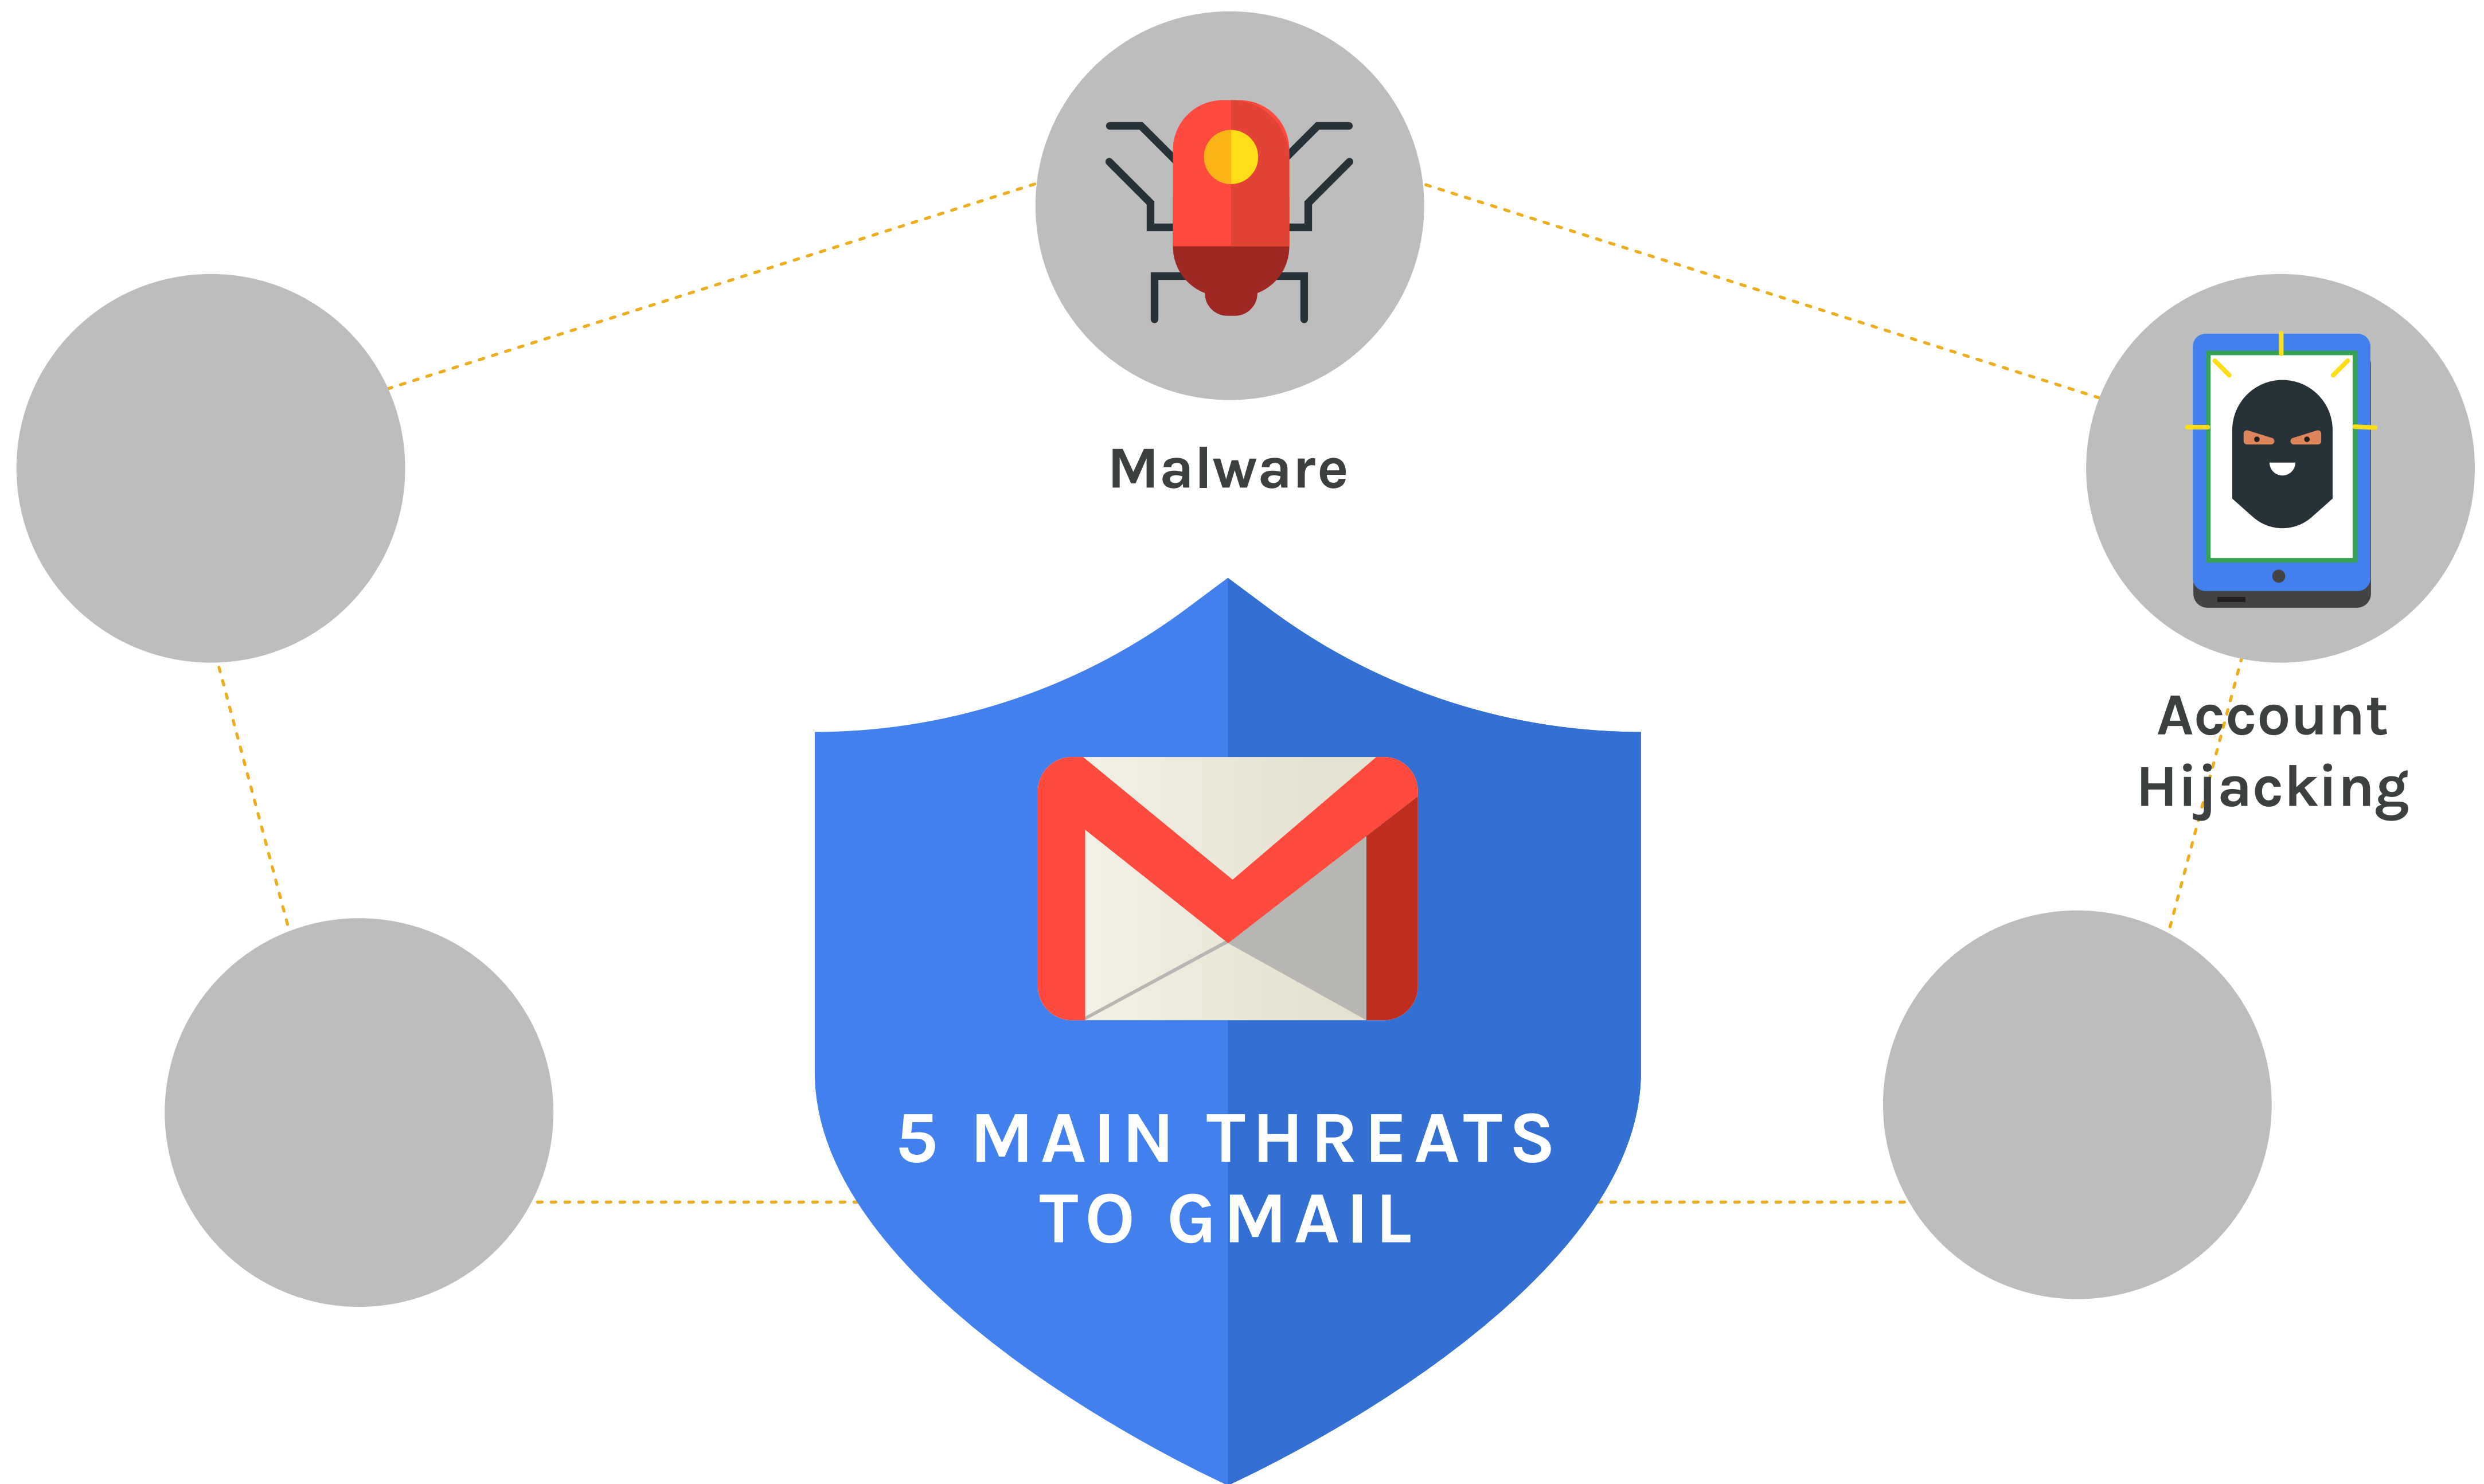 Malware
Account
Hijacking
5 MAIN THREATS
TO GMAIL